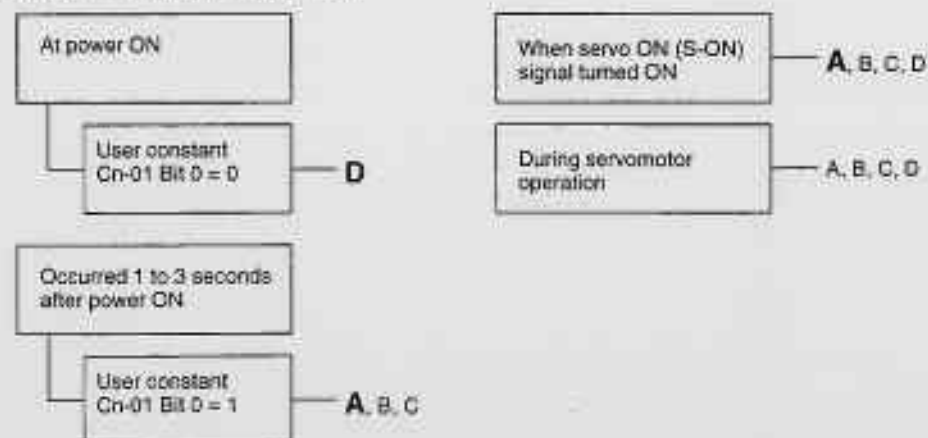 At power ON
User constant
Cn-01 Bit 0 = 0
D
Occurred 1 to 3 seconds
after power ON
User constant
Cn-01 Bit 0 = 1
A, B, C
When servo ON (S-ON)
signal turned ON
A, B, C, D
During servomotor
operation
A, B, C, D